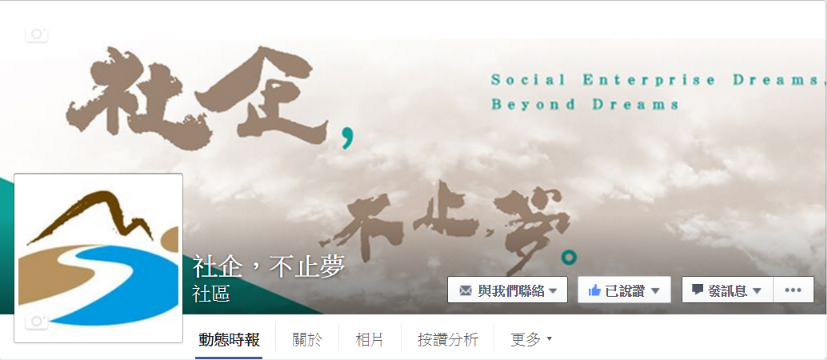 社企，
Social Enterprise Dreams.
Beyond Dreams
不止夢。
社企，不止夢
社區
與我們聯絡
已說讚
發訊息
動態時報
關於
相片
按讚分析
更多